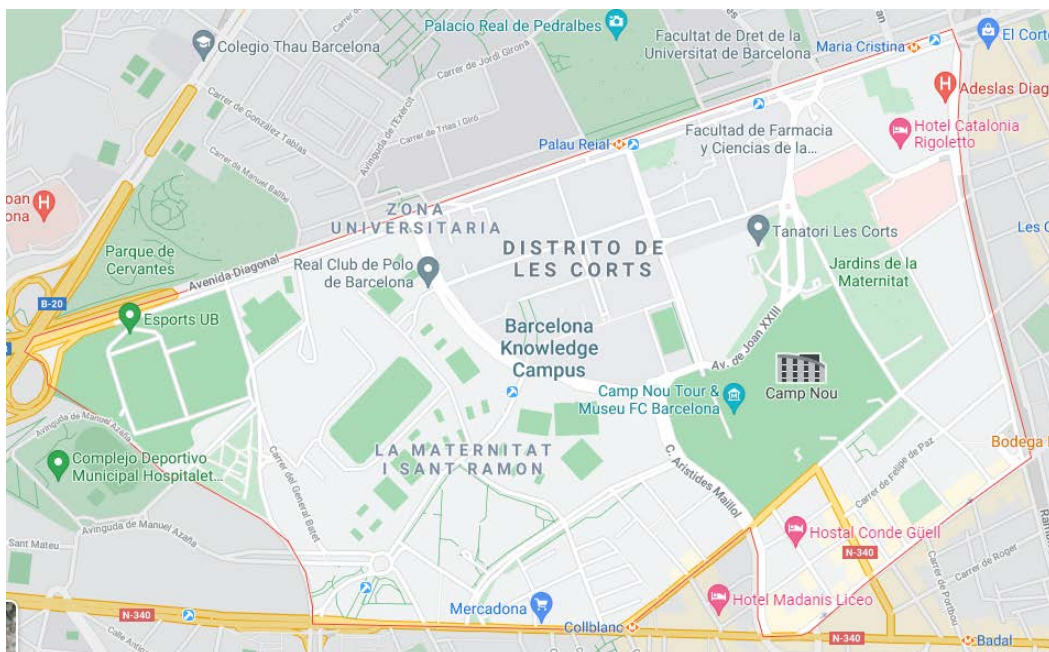 Palacio Real de Pedralbes
Colegio Thau Barcelona
Carrer de Jordi Girona
Facultat de Dret de la
Universitat de Barcelona
Maria Cristina
El Corte
Adeslas Diag
Carrer de González Tablas
Avinguda de l'Exèrcit
Carrer de Trias i Giró
Palau Reial
Facultad de Farmacia
y Ciencias de la...
Hotel Catalonia
Rigoletto
Carrer de Manuel Ballbé
oan
ona
ZONA
UNIVERSITARIA
Parque de
Cervantes
Avenida Diagonal
Real Club de Polo
de Barcelona
DISTRITO DE
LES CORTS
Tanatori Les Corts
Les C
Jardins de la
Maternitat
B-20
Esports UB
Barcelona
Knowledge
Campus
Av. de Joan XXIII
Camp Nou Tour &
Museu FC Barcelona
Camp Nou
Avinguda de Manuel Azaña
Complejo Deportivo
Municipal Hospitalet...
LA MATERNITAT
I SANT RAMON
Carrer del General Batet
C. Arístides Maillol
Carrer de Felipe de Paz
Bodega
Avinguda de Manuel Azaña
Sant Mateu
Hostal Conde Güell
N-340
Carrer de Roger
Carrer de Portbou
Ram
N-340
Mercadona
Hotel Madanis Liceo
Collblanc
N-340
Badal
Calle Antic